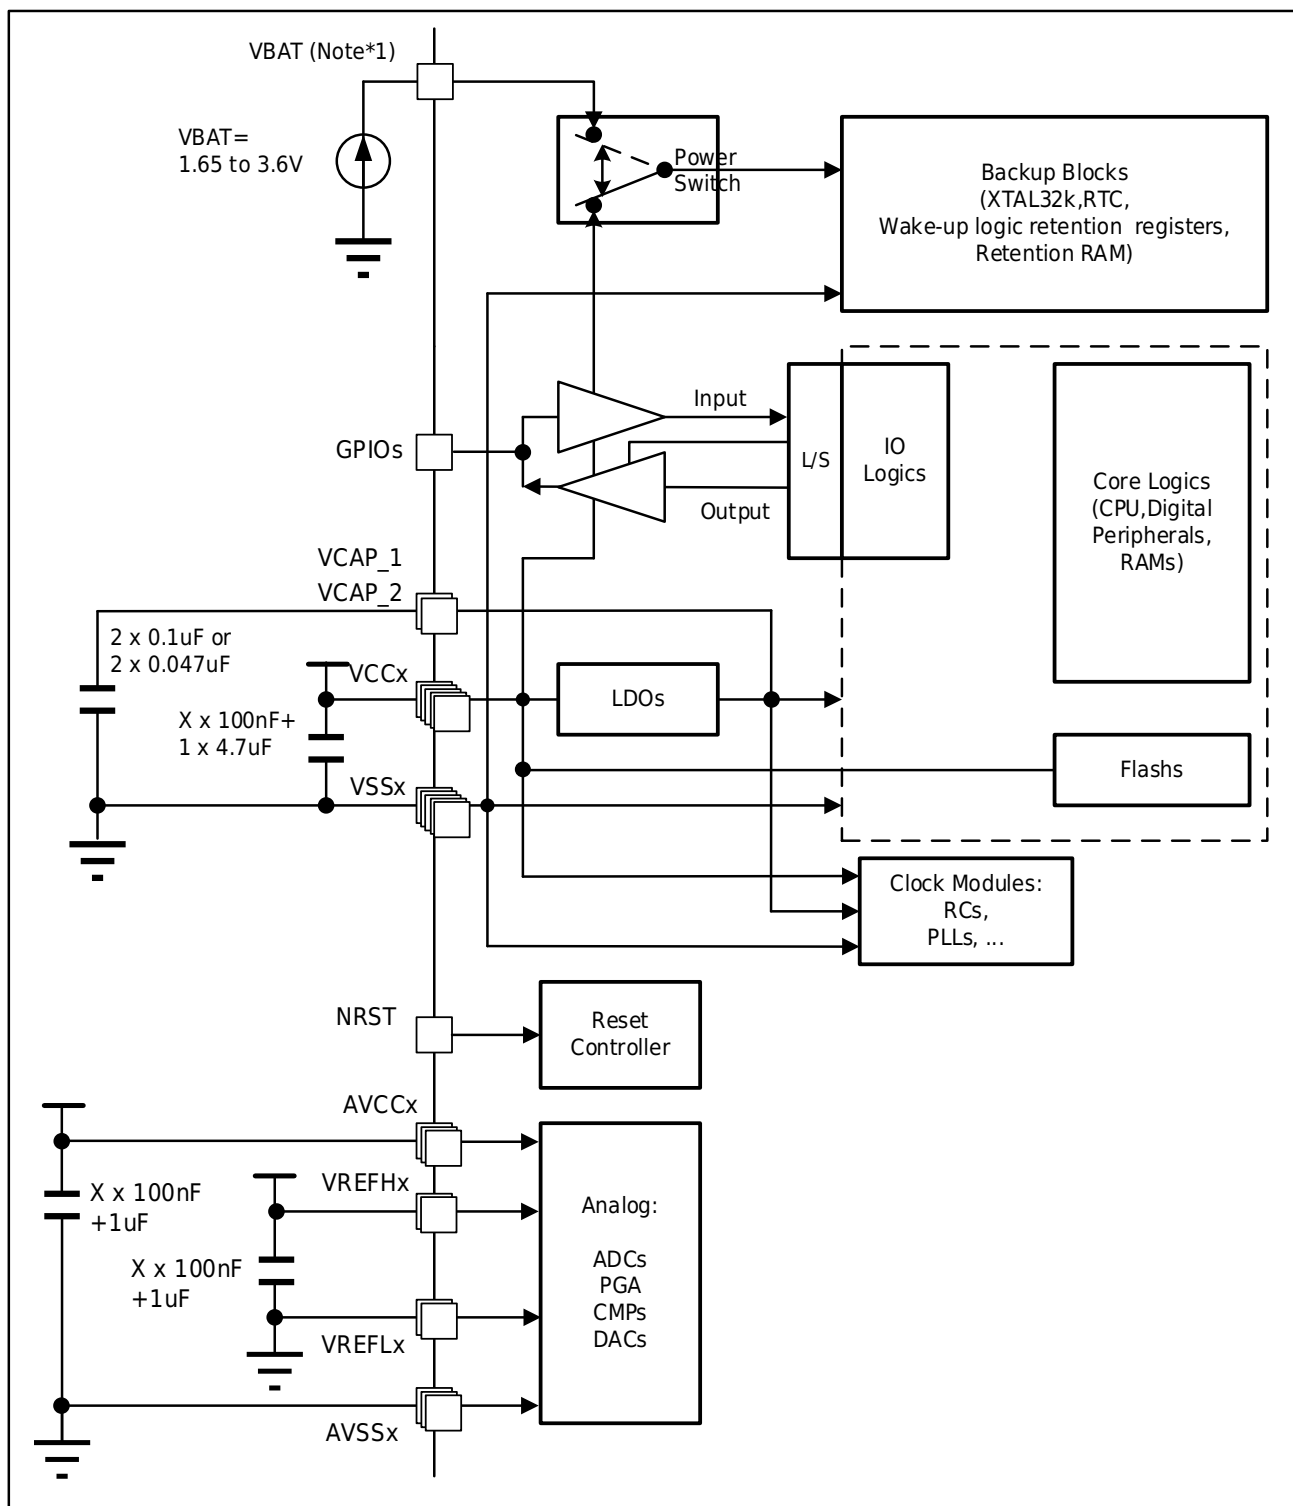 VBAT (Note*1)
VBAT=
1.65 to 3.6V
Power
Switch
Backup Blocks
(XTAL32k,RTC,
Wake-up logic retention registers,
Retention RAM)
Input
GPIOs
L/S
IO
Logics
Output
Core Logics
(CPU,Digital
Peripherals,
RAMs)
VCAP_1
VCAP_2
2 x 0.1uF or
2 x 0.047uF
VCCx
LDOs
X x 100nF+
1 x 4.7uF
Flashs
VSSx
Clock Modules:
RCs,
PLLs, ...
NRST
Reset
Controller
AVCCx
X x 100nF
+1uF
VREFHx
Analog:
ADCs
PGA
CMPs
DACs
X x 100nF
+1uF
VREFLx
AVSSx